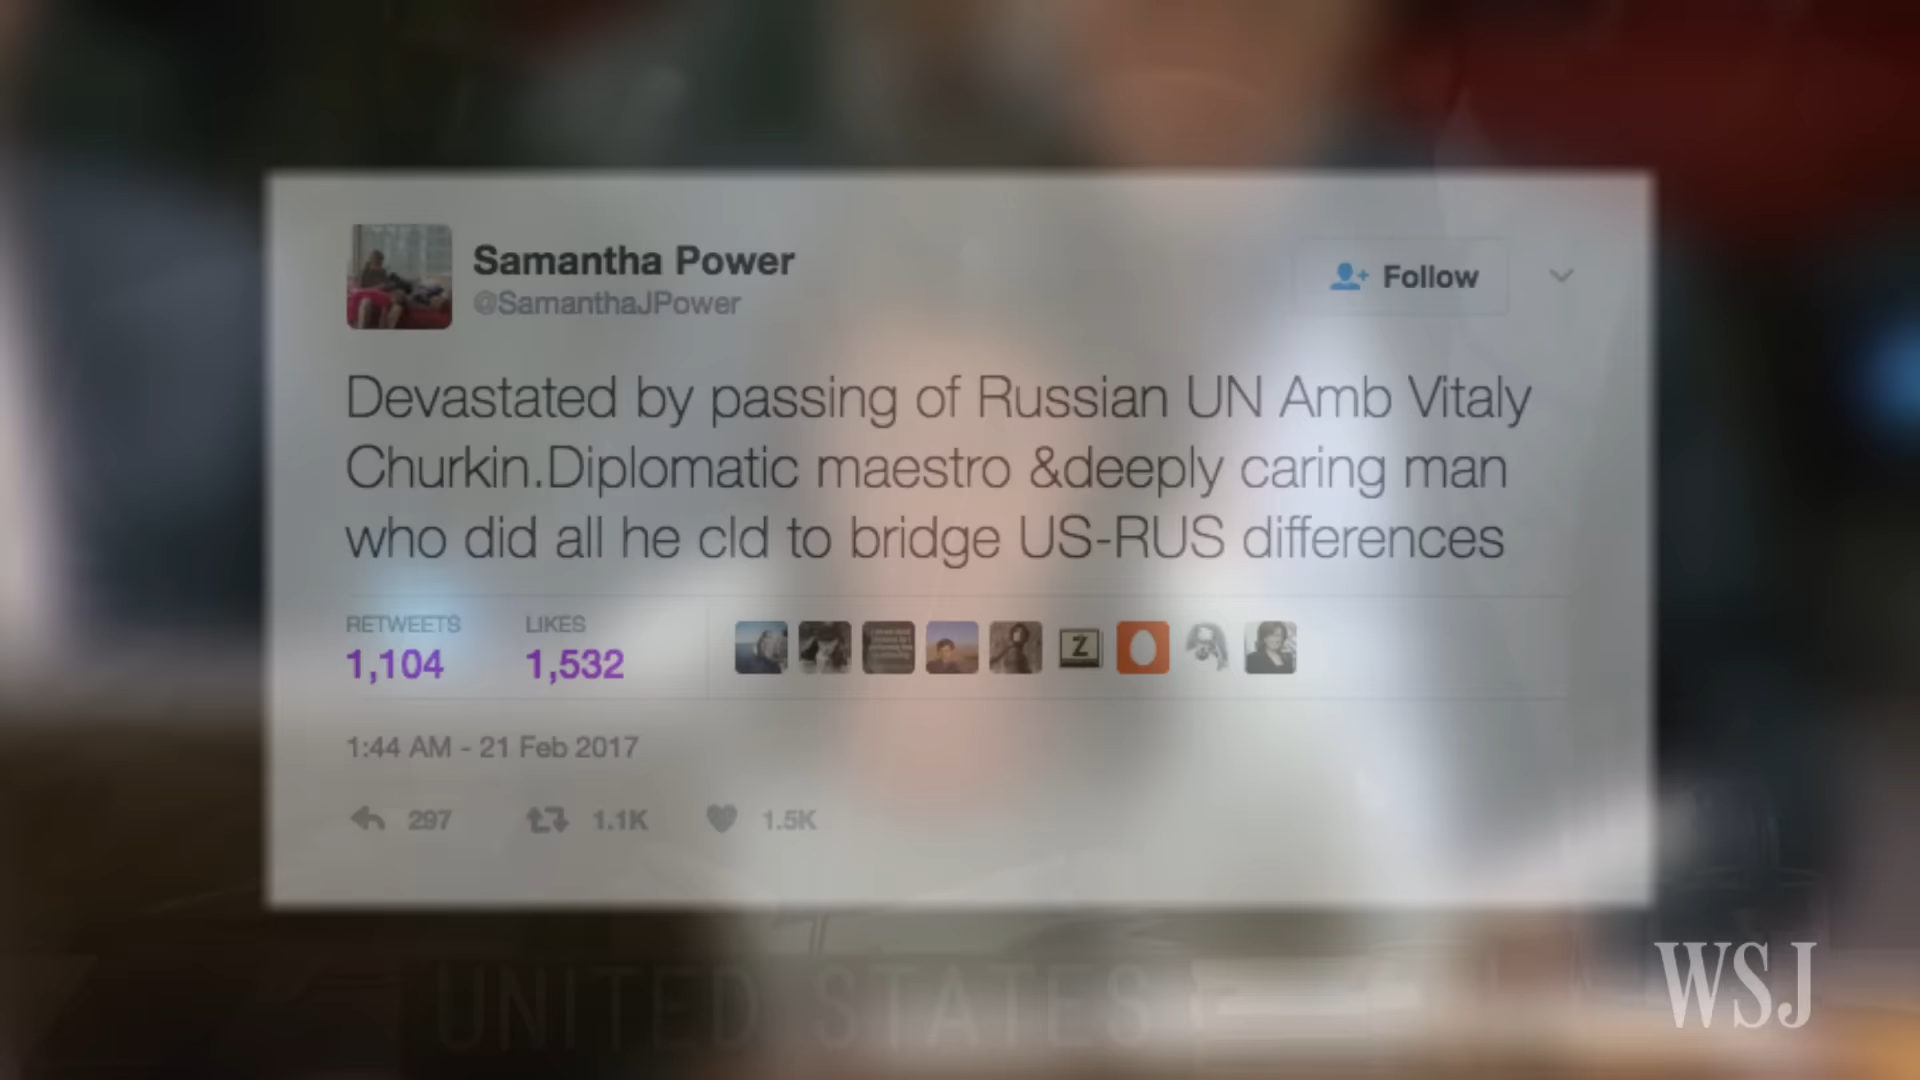 Samantha Power
@SamanthaJPower
Follow
Devastated by passing of Russian UN Amb Vitaly
Churkin.Diplomatic maestro &deeply caring man
who did all he cld to bridge US-RUS differences
RETWEETS LIKES
1,104 1,532
Z
1:44 AM - 21 Feb 2017
297 1.1K 1.5K
UNITED STATES
WSJ